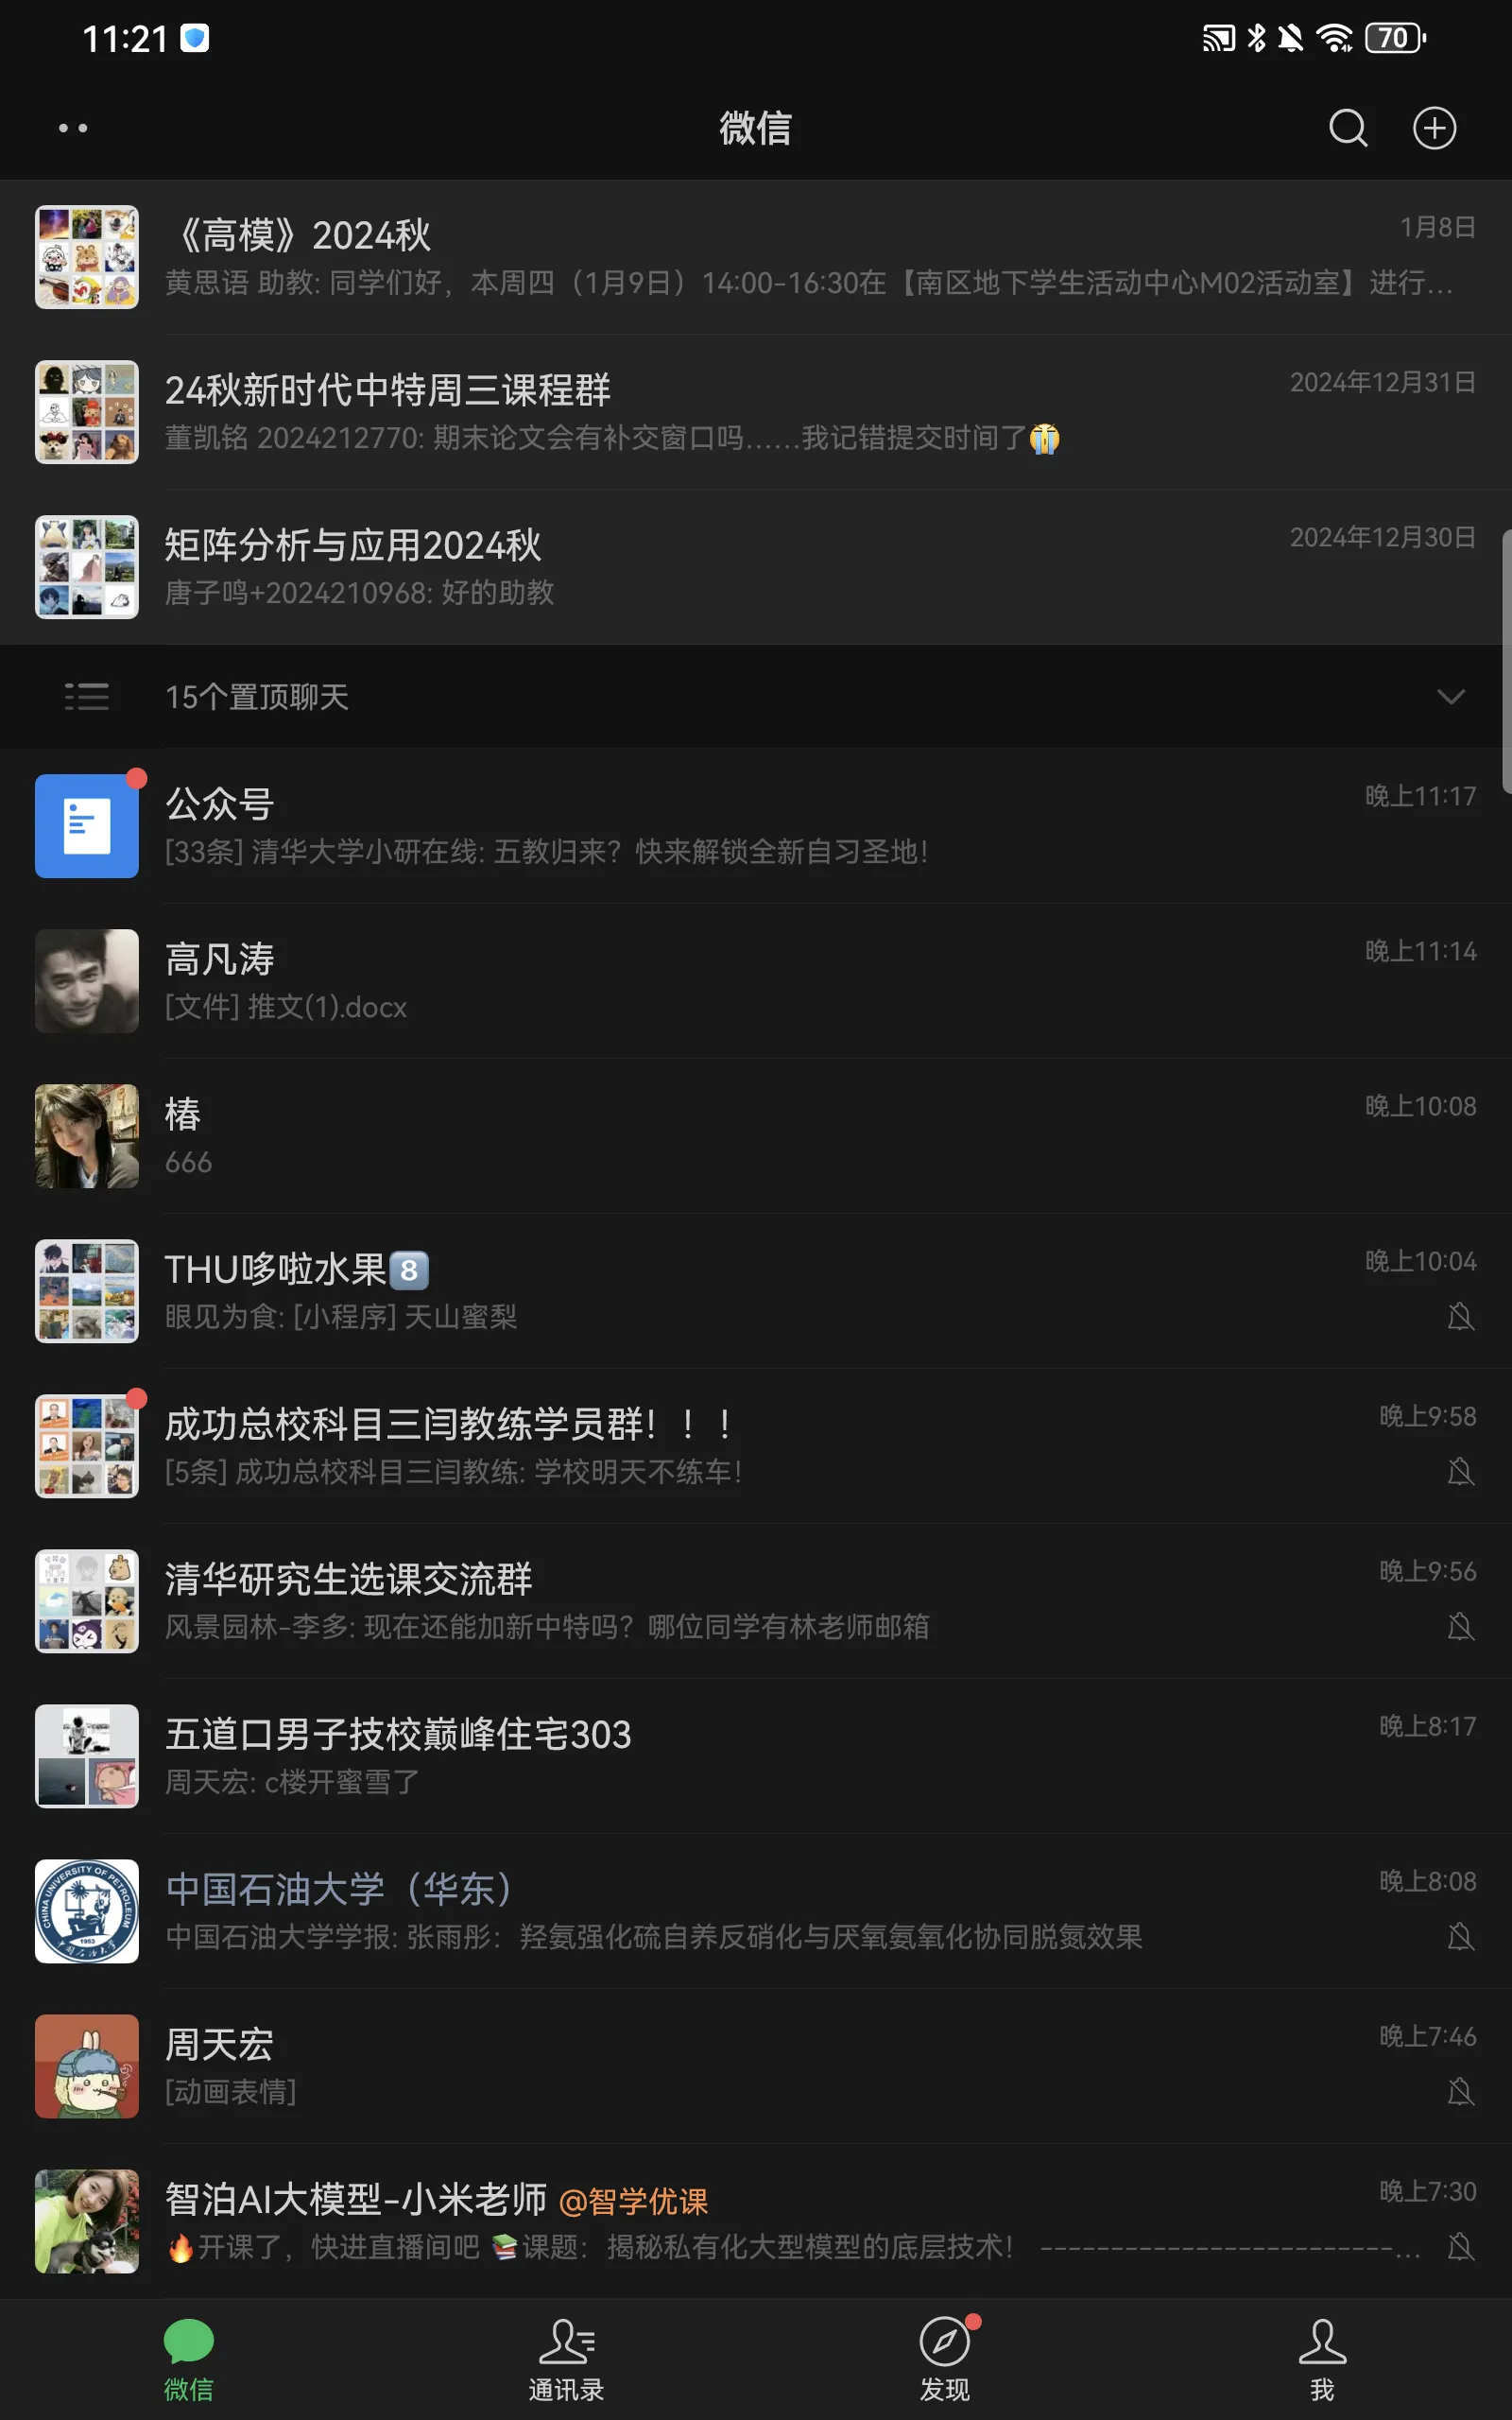 11:21
70
微信
《高模》2024秋
1月8日
黄思语 助教: 同学们好，本周四（1月9日）14:00-16:30在【南区地下学生活动中心M02活动室】进行...
24秋新时代中特周三课程群
2024年12月31日
董凯铭 2024212770: 期末论文会有补交窗口吗……我记错提交时间了😭
矩阵分析与应用2024秋
2024年12月30日
唐子鸣+2024210968: 好的助教
15个置顶聊天
公众号
晚上11:17
[33条] 清华大学小研在线: 五教归来？快来解锁全新自习圣地！
高凡涛
晚上11:14
[文件] 推文(1).docx
椿
晚上10:08
666
THU哆啦水果8️⃣
晚上10:04
眼见为食: [小程序] 天山蜜梨
成功总校科目三闫教练学员群！！！
晚上9:58
[5条] 成功总校科目三闫教练: 学校明天不练车！
清华研究生选课交流群
晚上9:56
风景园林-李多: 现在还能加新中特吗？哪位同学有林老师邮箱
五道口男子技校巅峰住宅303
晚上8:17
周天宏: c楼开蜜雪了
CHINA UNIVERSITY OF PETROLEUM
1953
中国石油大学
中国石油大学（华东）
晚上8:08
中国石油大学学报: 张雨彤：羟氨强化硫自养反硝化与厌氧氨氧化协同脱氮效果
周天宏
晚上7:46
[动画表情]
智泊AI大模型-小米老师 @智学优课
晚上7:30
🔥开课了，快进直播间吧 📚课题：揭秘私有化大型模型的底层技术！ -------------------------...
微信
通讯录
发现
我